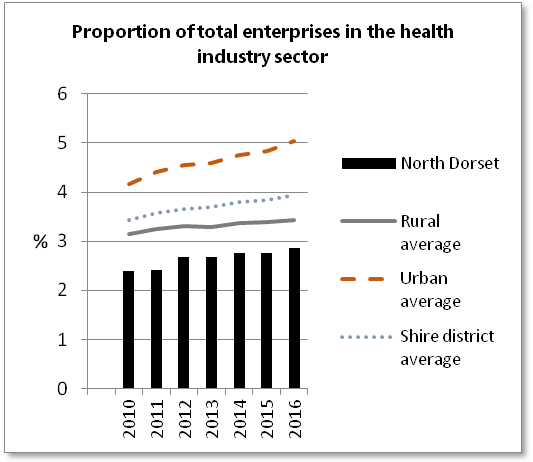 Proportion of total enterprises in the health
industry sector
6
5
4
3
2
1
0
%
2010
2011
2012
2013
2014
2015
2016
North Dorset
Rural
average
Urban
average
Shire district
average